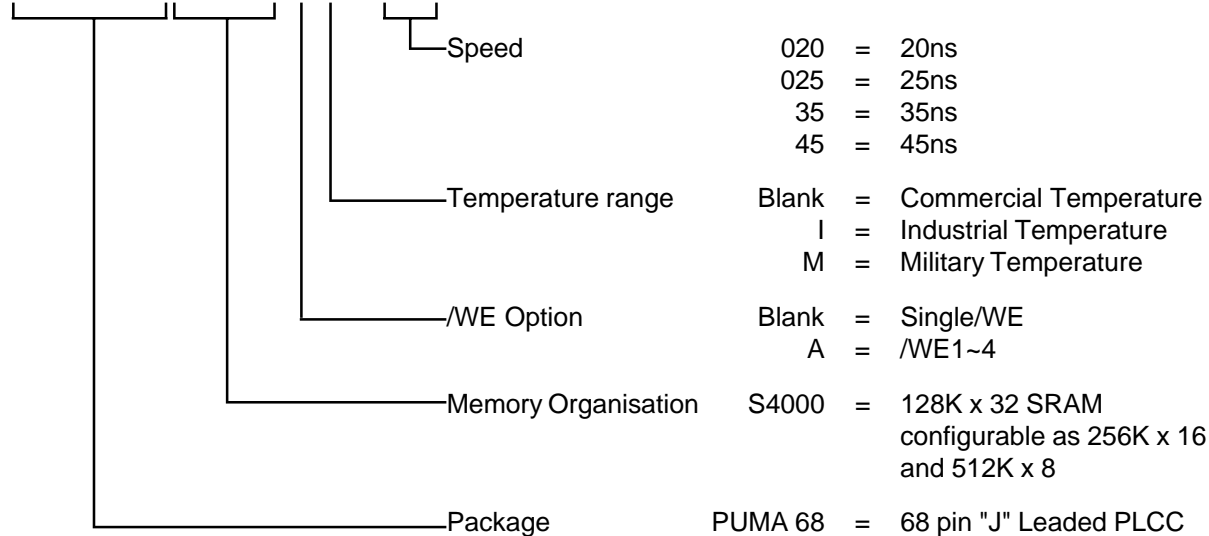 Speed 020 = 20ns
025 = 25ns
35 = 35ns
45 = 45ns
Temperature range Blank = Commercial Temperature
I = Industrial Temperature
M = Military Temperature
/WE Option Blank = Single/WE
A = /WE1~4
Memory Organisation S4000 = 128K x 32 SRAM
configurable as 256K x 16
and 512K x 8
Package PUMA 68 = 68 pin "J" Leaded PLCC